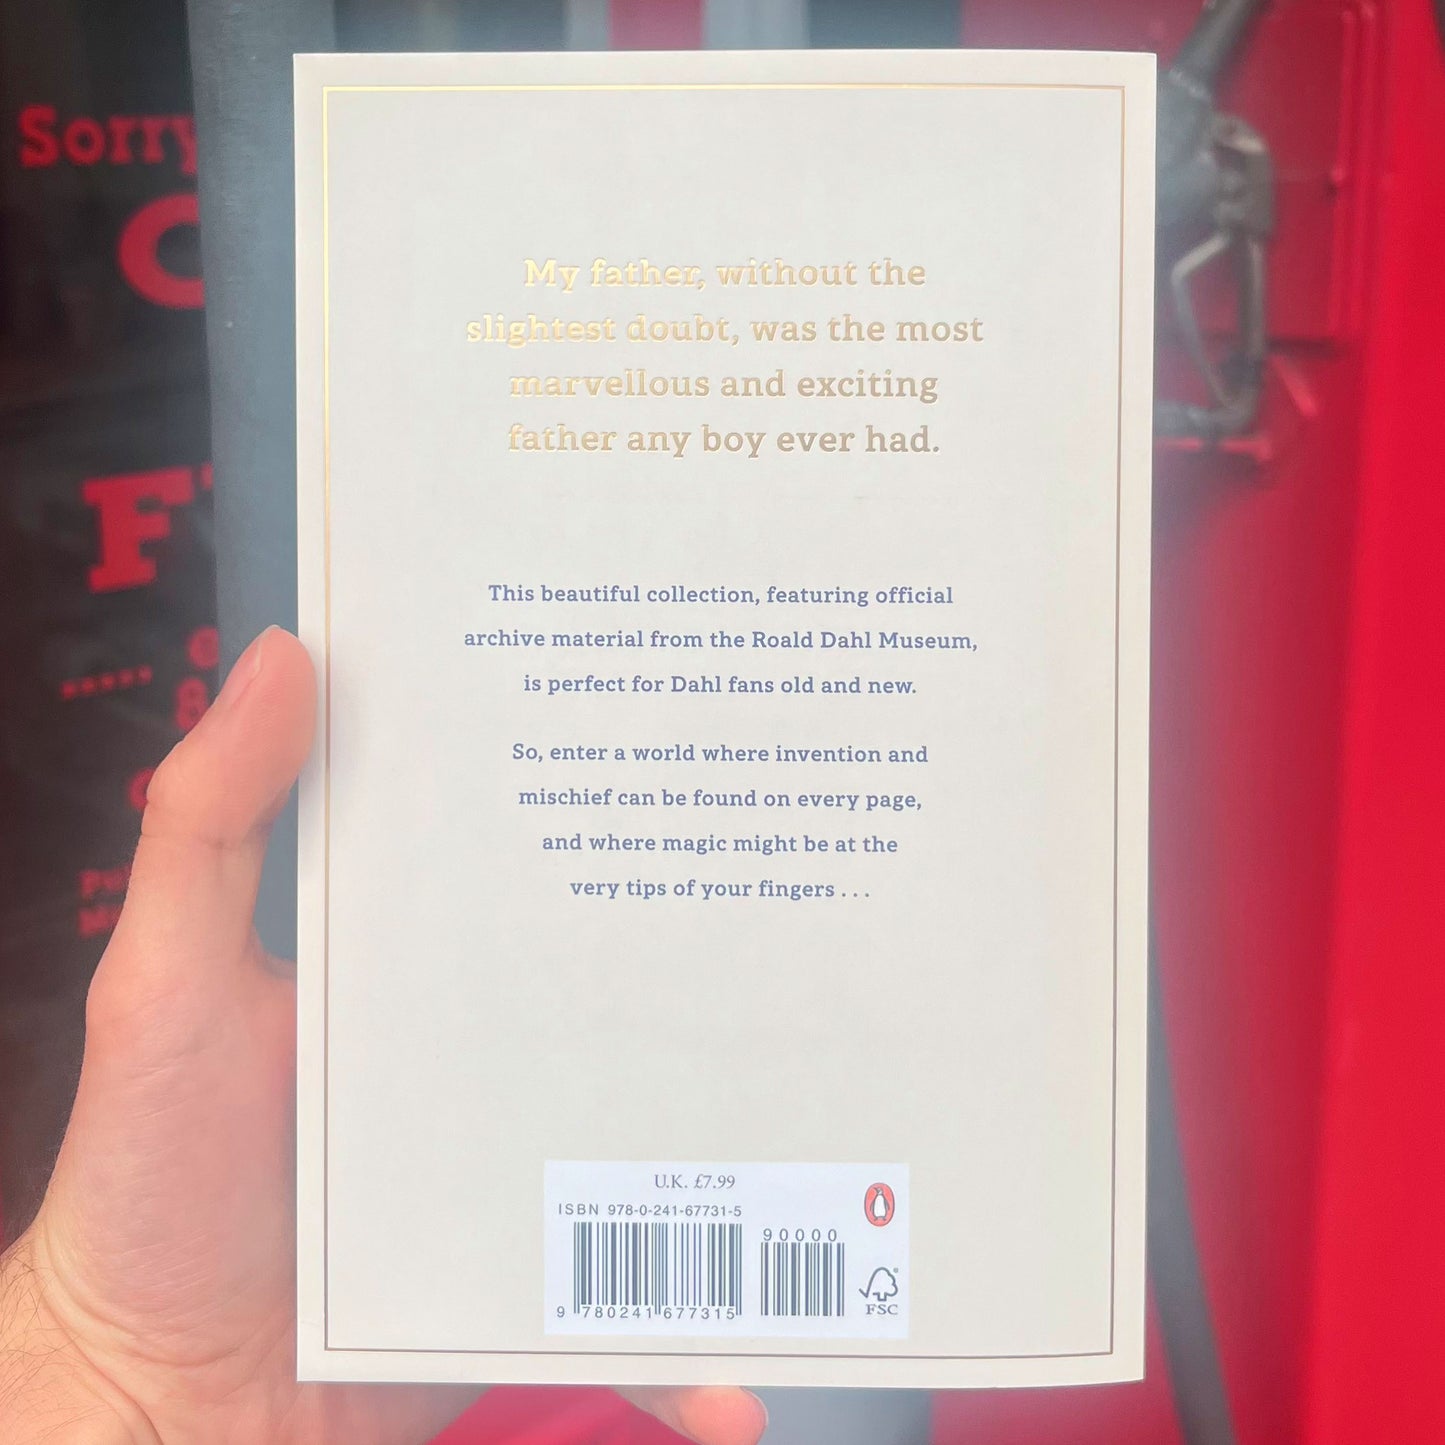 Sorry
My father, without the
slightest doubt, was the most
marvellous and exciting
father any boy ever had.
This beautiful collection, featuring official
archive material from the Roald Dahl Museum,
is perfect for Dahl fans old and new.
So, enter a world where invention and
mischief can be found on every page,
and where magic might be at the
very tips of your fingers . . .
U.K. £7.99
ISBN 978-0-241-67731-5
90000
9 780241 677315
FSC